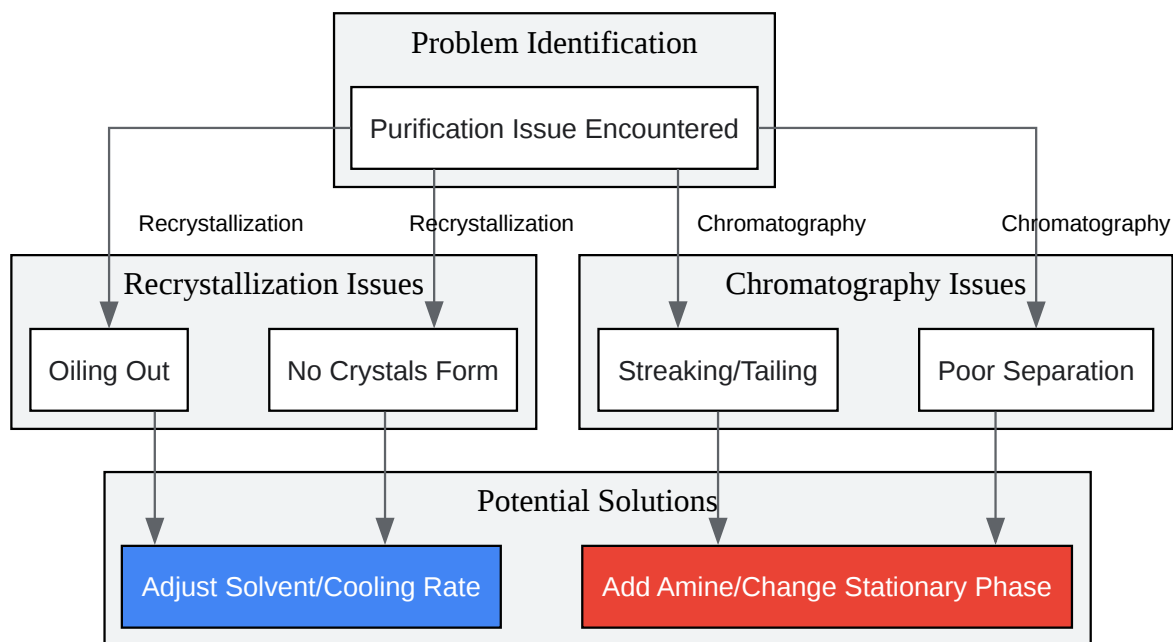 Problem Identification
Purification Issue Encountered
Recrystallization
Recrystallization
Chromatography
Chromatography
Recrystallization Issues
Chromatography Issues
Oiling Out
No Crystals Form
Streaking/Tailing
Poor Separation
Potential Solutions
Adjust Solvent/Cooling Rate
Add Amine/Change Stationary Phase